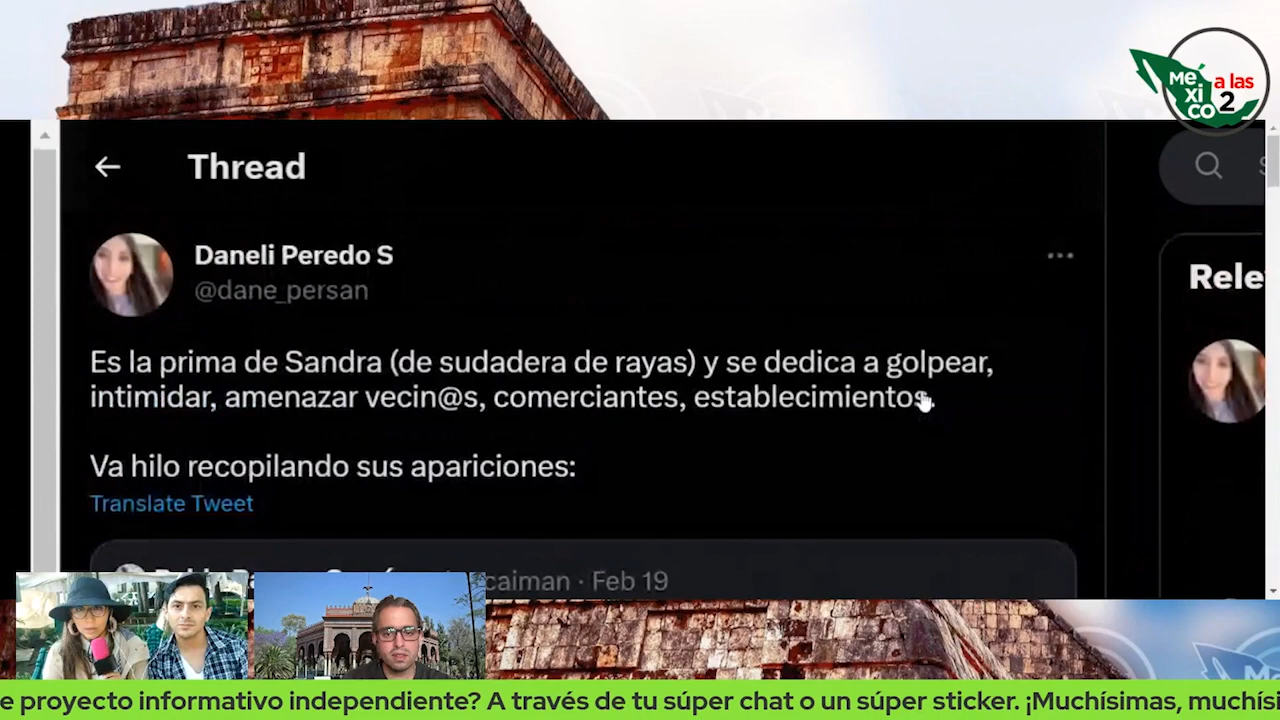 México
a las
2
Thread
Rele
Daneli Peredo S
@dane_persan
Es la prima de Sandra (de sudadera de rayas) y se dedica a golpear,
intimidar, amenazar vecin@s, comerciantes, establecimientos.
Va hilo recopilando sus apariciones:
Translate Tweet
caiman · Feb 19
e proyecto informativo independiente? A través de tu súper chat o un súper sticker. ¡Muchísimas, muchísi